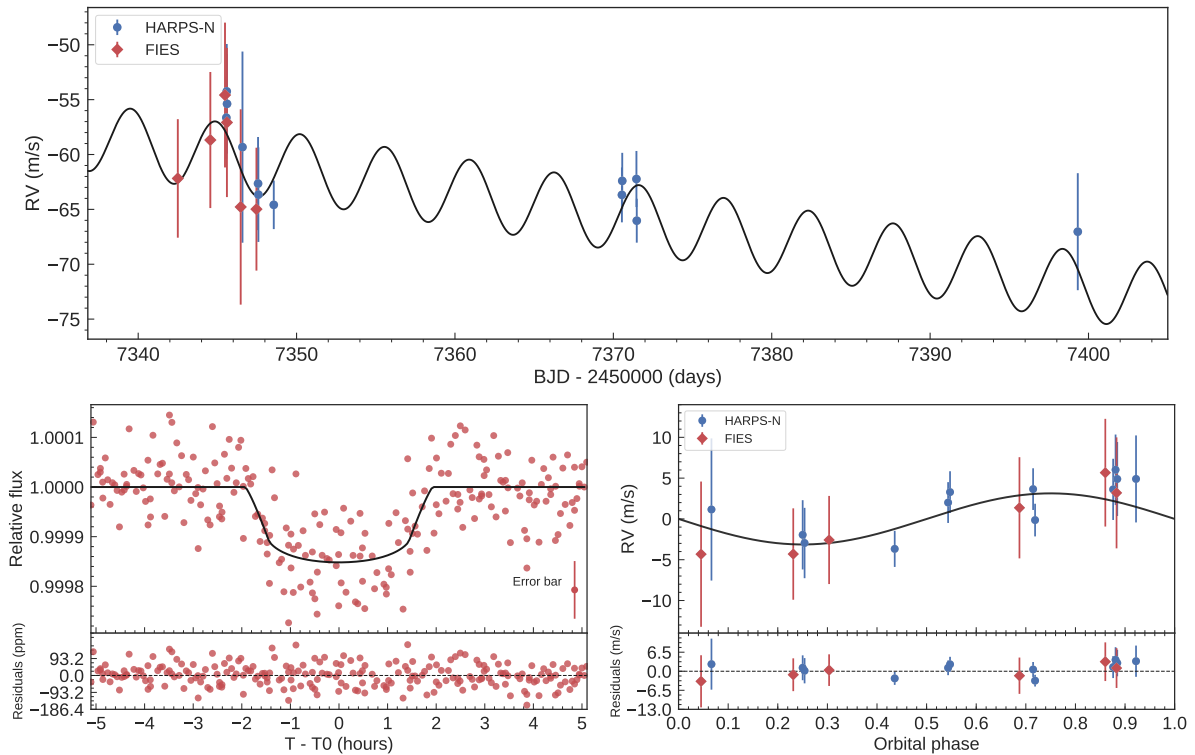 HARPS-N
FIES
−50
−55
−60
−65
−70
−75
RV (m/s)
7340 7350 7360 7370 7380 7390 7400
BJD - 2450000 (days)
1.0001
1.0000
0.9999
0.9998
Relative flux
Error bar
93.2
0.0
−93.2
−186.4
Residuals (ppm)
−5 −4 −3 −2 −1 0 1 2 3 4 5
T - T0 (hours)
HARPS-N
FIES
10
5
0
−5
−10
RV (m/s)
6.5
0.0
−6.5
−13.0
Residuals (m/s)
0.0 0.1 0.2 0.3 0.4 0.5 0.6 0.7 0.8 0.9 1.0
Orbital phase